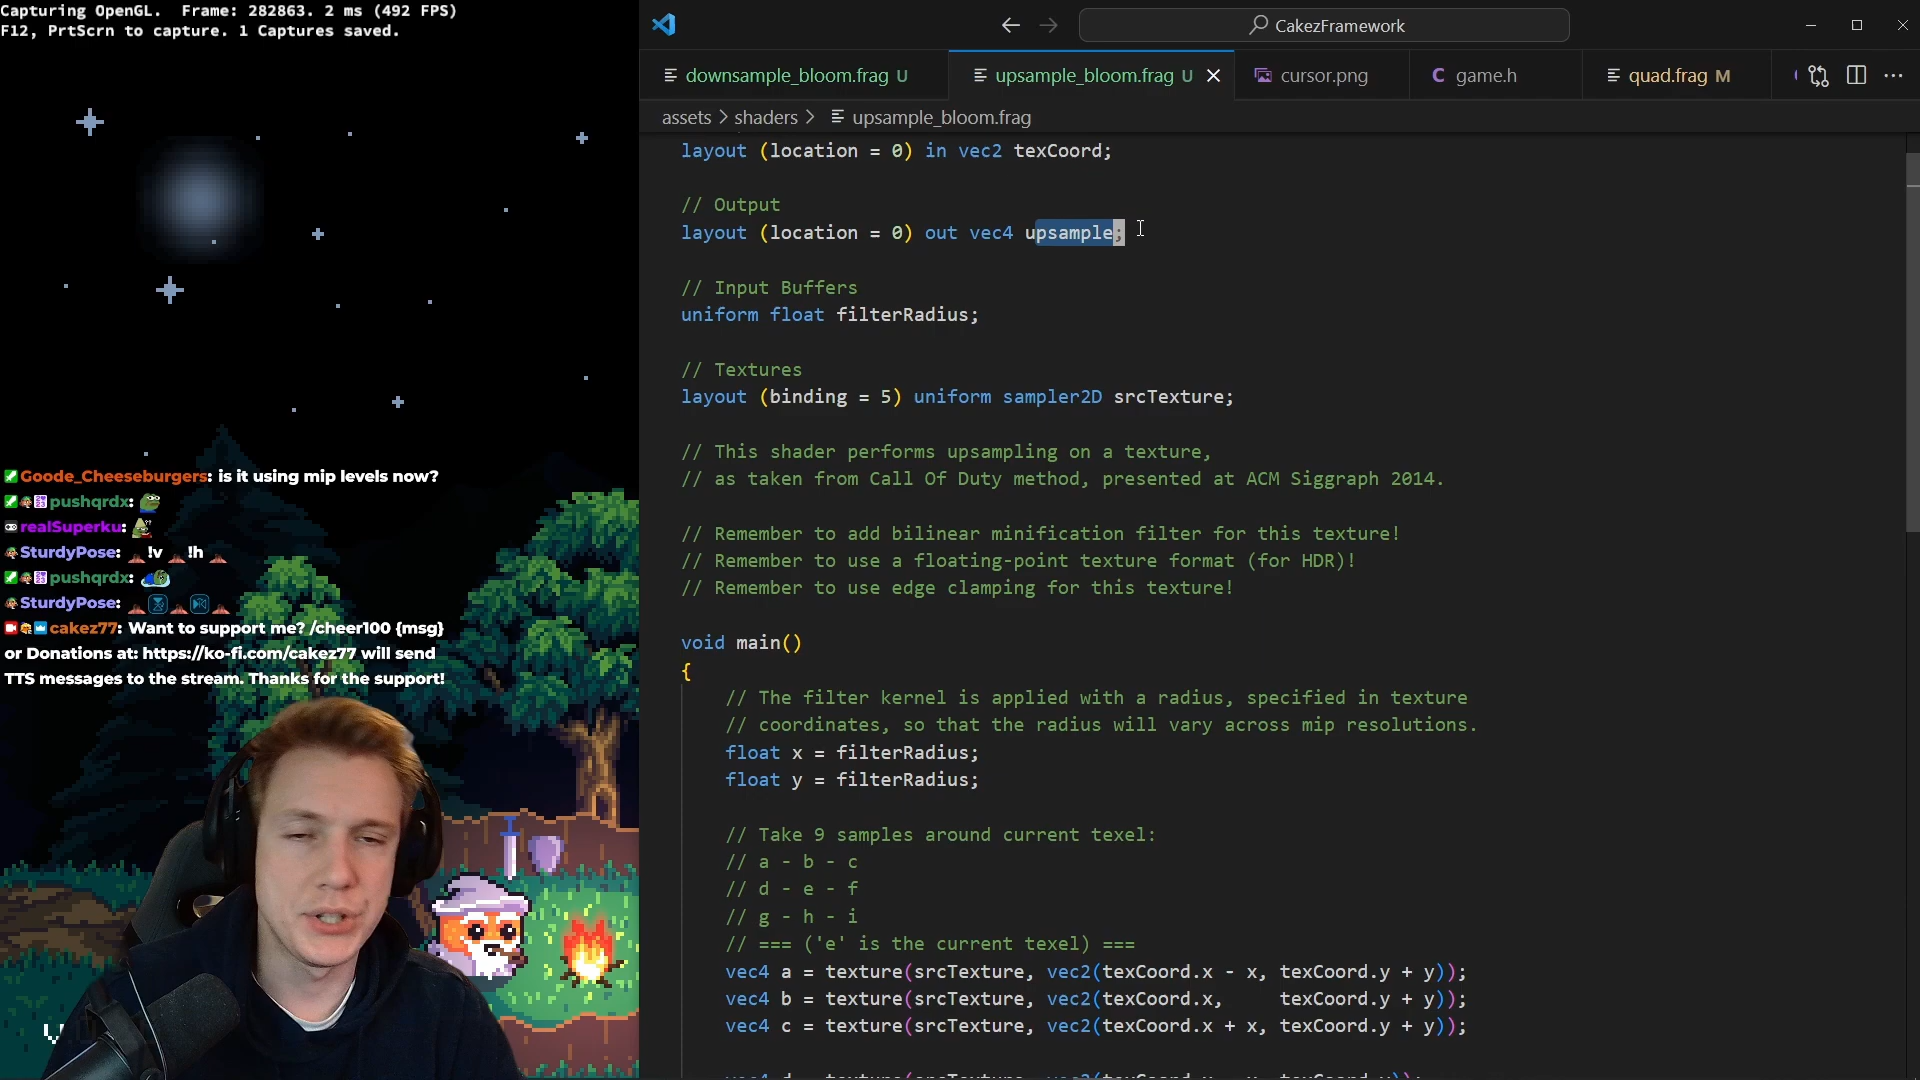 Capturing OpenGL. Frame: 282863. 2 ms (492 FPS)
F12, PrtScrn to capture. 1 Captures saved.
CakezFramework
downsample_bloom.frag U
upsample_bloom.frag U
cursor.png
game.h
quad.frag M
assets > shaders > upsample_bloom.frag
layout (location = 0) in vec2 texCoord;
// Output
layout (location = 0) out vec4 upsample;
// Input Buffers
uniform float filterRadius;
// Textures
layout (binding = 5) uniform sampler2D srcTexture;
// This shader performs upsampling on a texture,
// as taken from Call Of Duty method, presented at ACM Siggraph 2014.
// Remember to add bilinear minification filter for this texture!
// Remember to use a floating-point texture format (for HDR)!
// Remember to use edge clamping for this texture!
void main()
{
// The filter kernel is applied with a radius, specified in texture
// coordinates, so that the radius will vary across mip resolutions.
float x = filterRadius;
float y = filterRadius;
// Take 9 samples around current texel:
// a - b - c
// d - e - f
// g - h - i
// === ('e' is the current texel) ===
vec4 a = texture(srcTexture, vec2(texCoord.x - x, texCoord.y + y));
vec4 b = texture(srcTexture, vec2(texCoord.x,     texCoord.y + y));
vec4 c = texture(srcTexture, vec2(texCoord.x + x, texCoord.y + y));
Goode_Cheeseburgers: is it using mip levels now?
pushqrdx:
realSuperku:
SturdyPose: !v !h
pushqrdx:
SturdyPose:
cakez77: Want to support me? /cheer100 {msg}
or Donations at: https://ko-fi.com/cakez77 will send
TTS messages to the stream. Thanks for the support!